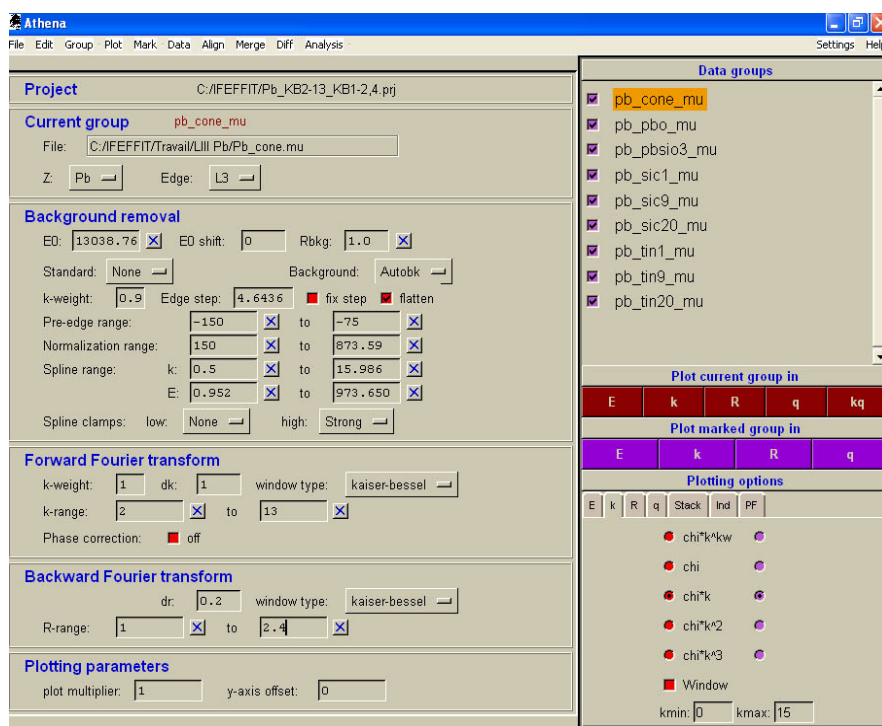 Athena
File Edit Group Plot Mark Data Align Merge Diff Analysis Settings Help
Project C:/IFEFFIT/Pb_KB2-13_KB1-2,4.prj
Current group pb_cone_mu
File: C:/IFEFFIT/Travail/LIII Pb/Pb_cone.mu
Z: Pb Edge: L3
Background removal
E0: 13038.76 E0 shift: 0 Rbkg: 1.0
Standard: None Background: Autobk
k-weight: 0.9 Edge step: 4.6436 fix step flatten
Pre-edge range: -150 to -75
Normalization range: 150 to 873.59
Spline range: k: 0.5 to 15.986
E: 0.952 to 973.650
Spline clamps: low: None high: Strong
Forward Fourier transform
k-weight: 1 dk: 1 window type: kaiser-bessel
k-range: 2 to 13
Phase correction: off
Backward Fourier transform
dr: 0.2 window type: kaiser-bessel
R-range: 1 to 2.4
Plotting parameters
plot multiplier: 1 y-axis offset: 0
Data groups
pb_cone_mu
pb_pbo_mu
pb_pbsio3_mu
pb_sic1_mu
pb_sic9_mu
pb_sic20_mu
pb_tin1_mu
pb_tin9_mu
pb_tin20_mu
Plot current group in
E k R q kq
Plot marked group in
E k R q
Plotting options
E k R q Stack Ind PF
chi*k^kw
chi
chi*k
chi*k^2
chi*k^3
Window
kmin: 0 kmax: 15